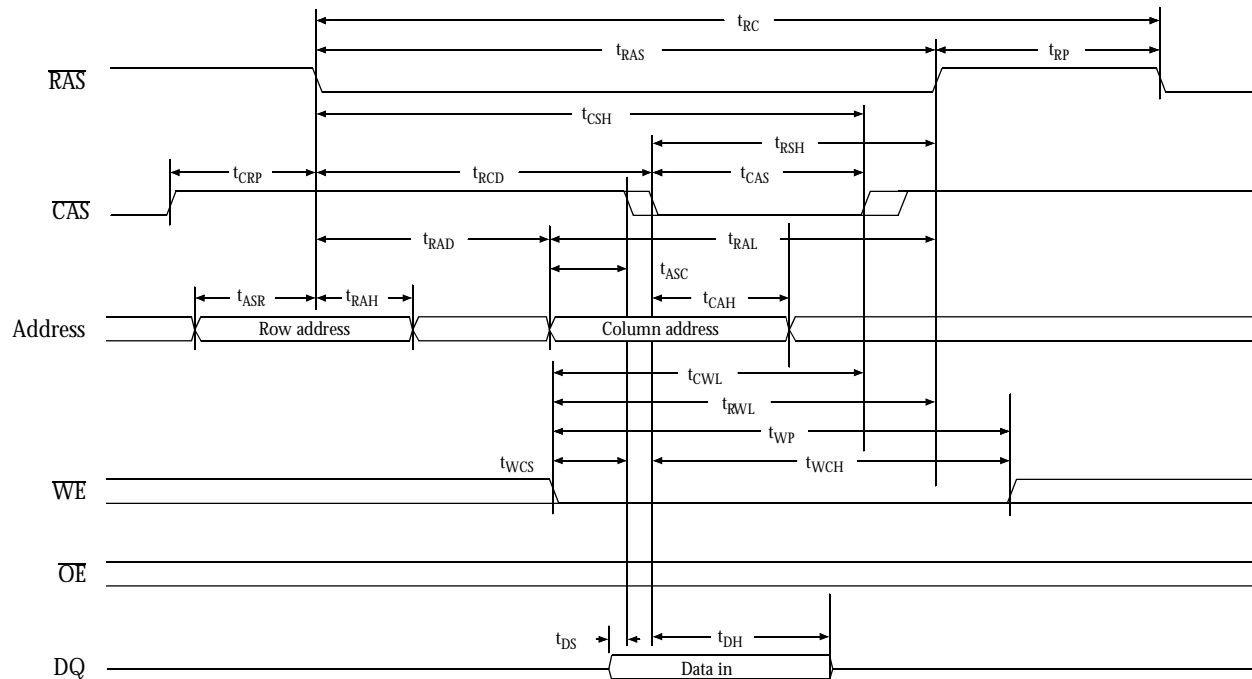 tRC
tRAS
tRP
RAS
tCSH
tRSH
tCRP
tRCD
tCAS
CAS
tRAD
tRAL
tASC
tASR
tRAH
tCAH
Address
Row address
Column address
tCWL
tRWL
tWP
tWCS
tWCH
WE
OE
tDS
tDH
DQ
Data in